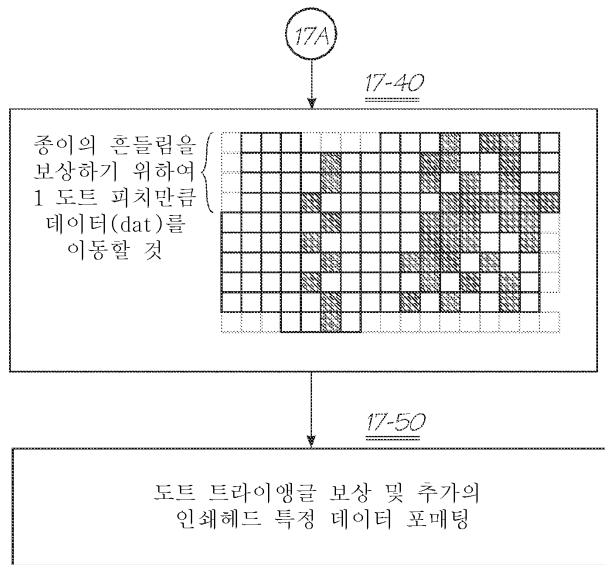 17A
17-40
종이의 흔들림을
보상하기 위하여
1 도트 피치만큼
데이터(dat)를
이동할 것
17-50
도트 트라이앵글 보상 및 추가의
인쇄헤드 특정 데이터 포매팅